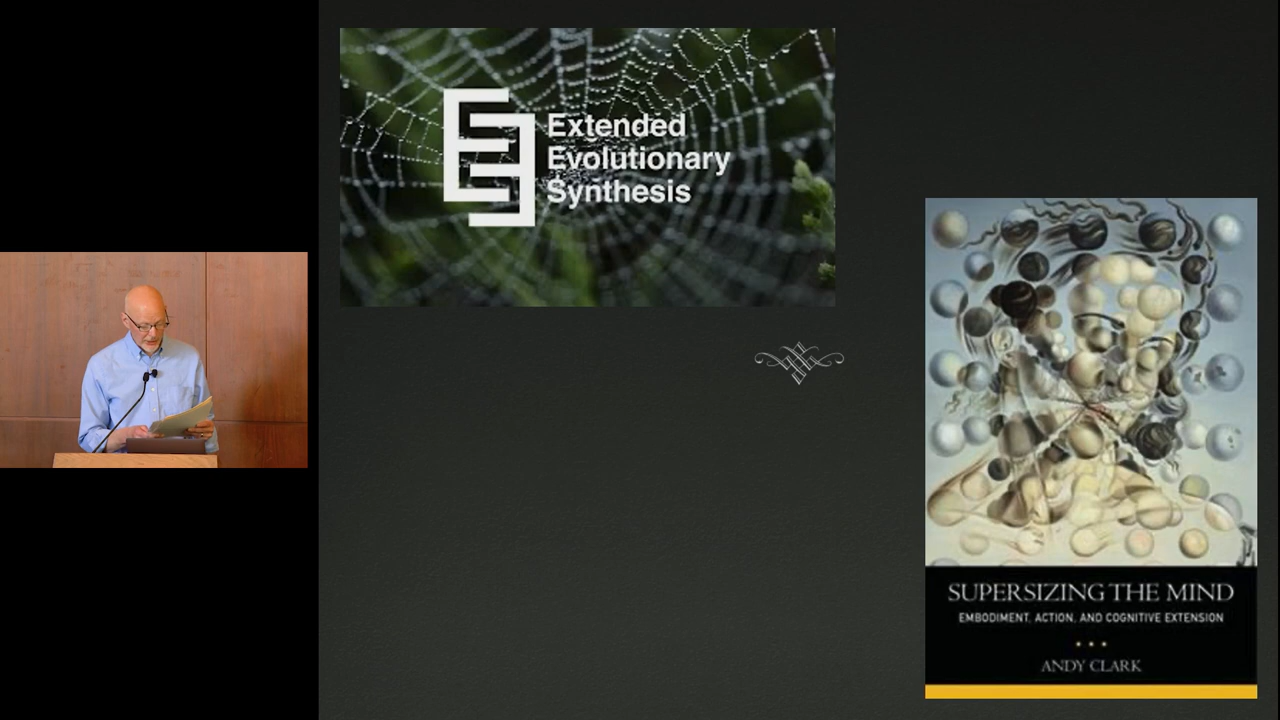 Extended
Evolutionary
Synthesis
SUPERSIZING THE MIND
EMBODIMENT, ACTION, AND COGNITIVE EXTENSION
ANDY CLARK